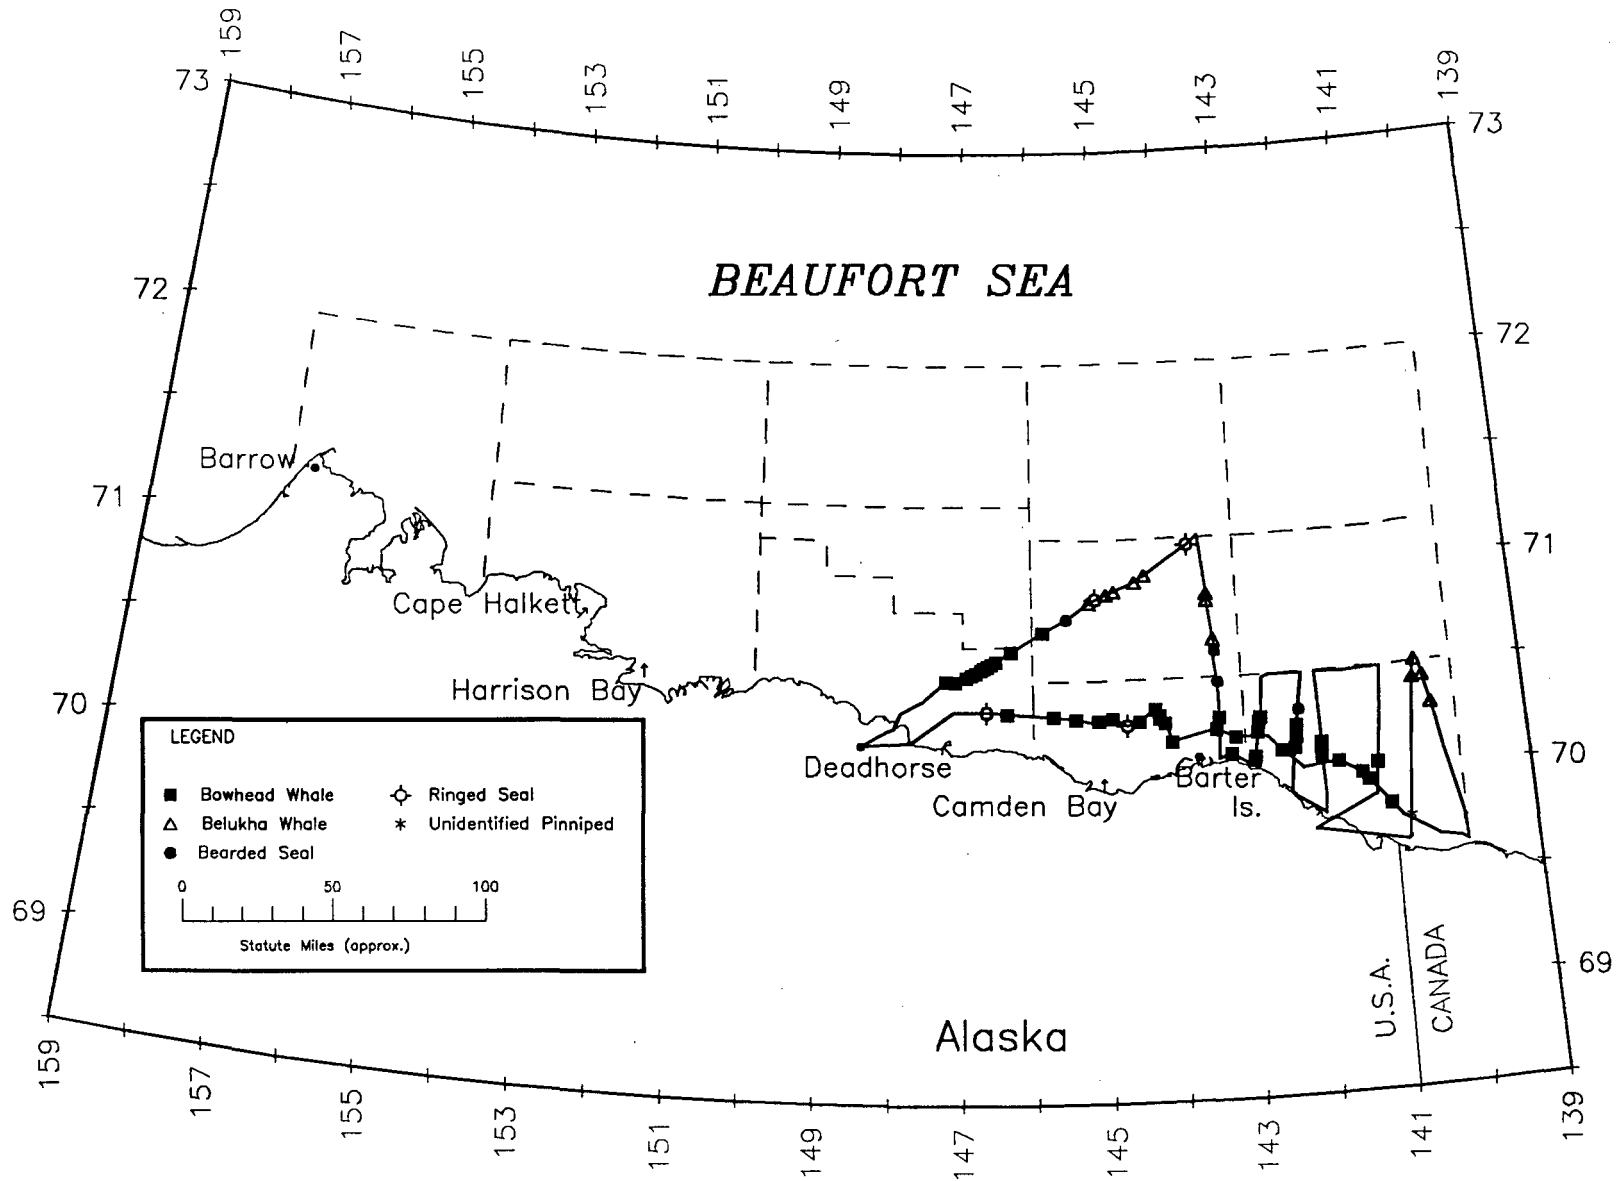 159
157
155
153
151
149
147
145
143
141
139
73
73
BEAUFORT SEA
72
72
Barrow
71
71
Cape Halkett
Harrison Bay
70
70
Deadhorse
Camden Bay
Barter
Is.
LEGEND
Bowhead Whale
Ringed Seal
Belukha Whale
Unidentified Pinniped
Bearded Seal
0 50 100
Statute Miles (approx.)
69
69
U.S.A.
CANADA
Alaska
159
157
155
153
151
149
147
145
143
141
139